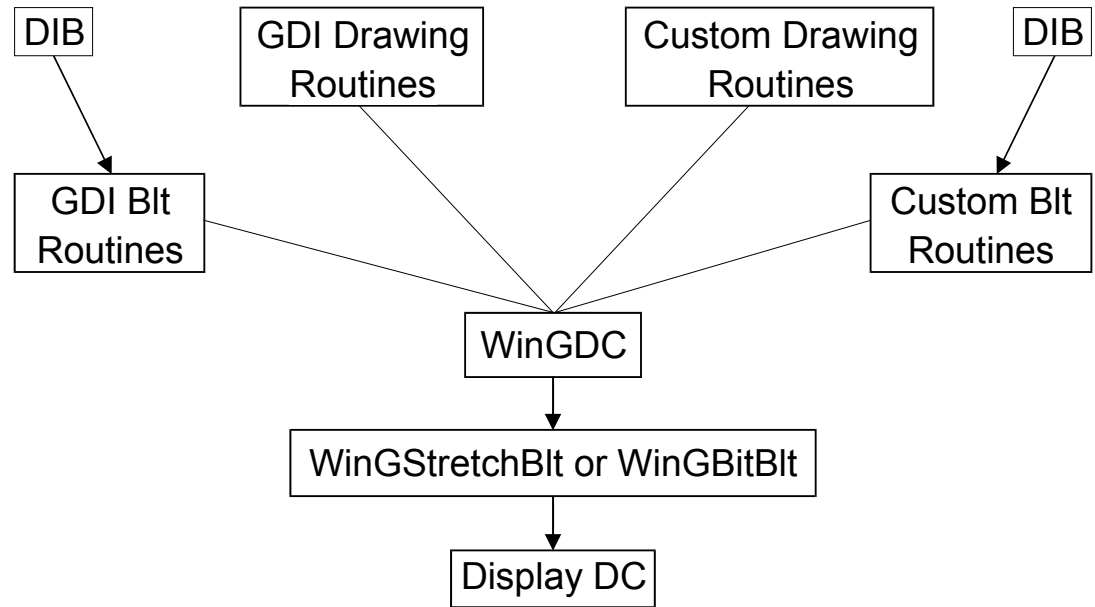 DIB
GDI Drawing
Routines
Custom Drawing
Routines
DIB
GDI Blt
Routines
Custom Blt
Routines
WinGDC
WinGStretchBlt or WinGBitBlt
Display DC